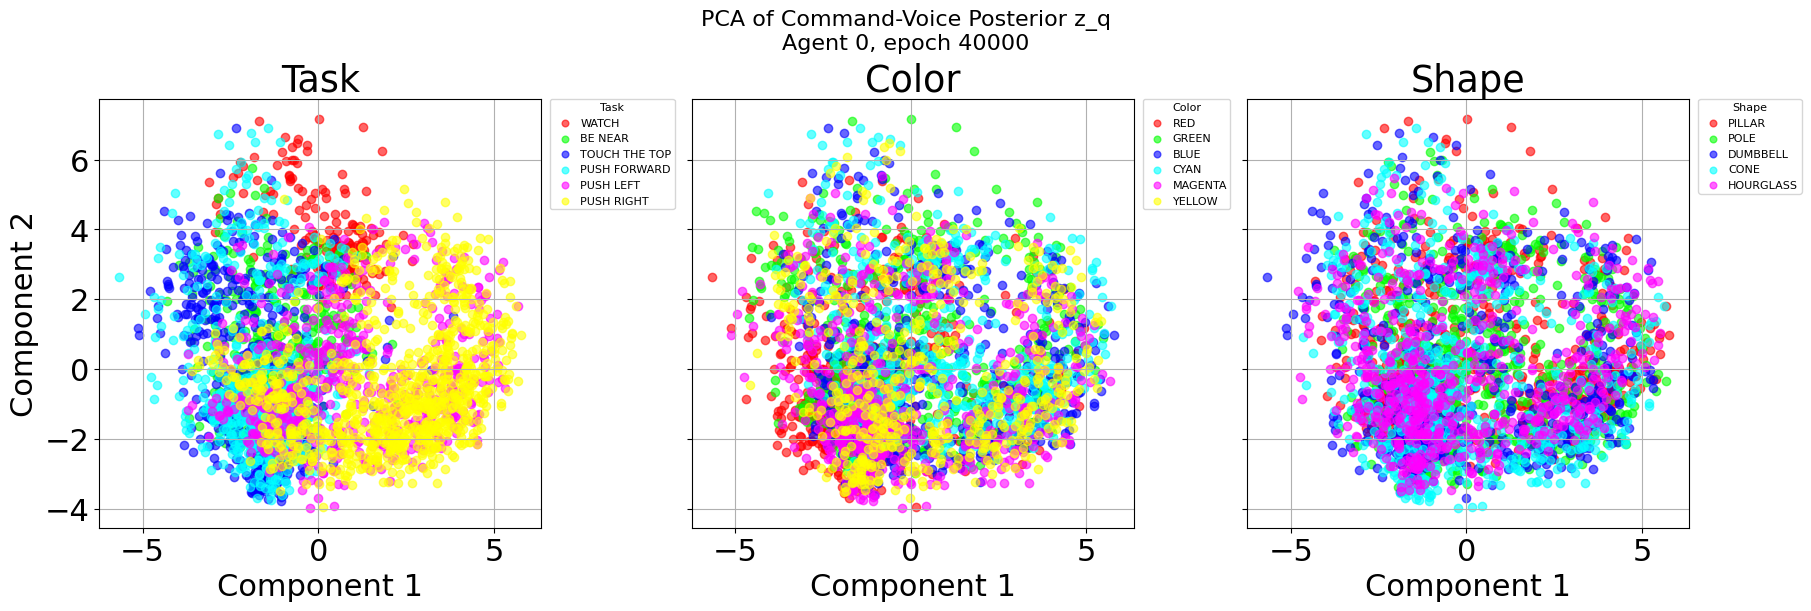 PCA of Command-Voice Posterior z_q
Agent 0, epoch 40000
Task
Component 2
6
4
2
0
−2
−4
−5
0
5
Component 1
Task
WATCH
BE NEAR
TOUCH THE TOP
PUSH FORWARD
PUSH LEFT
PUSH RIGHT
Color
−5
0
5
Component 1
Color
RED
GREEN
BLUE
CYAN
MAGENTA
YELLOW
Shape
−5
0
5
Component 1
Shape
PILLAR
POLE
DUMBBELL
CONE
HOURGLASS